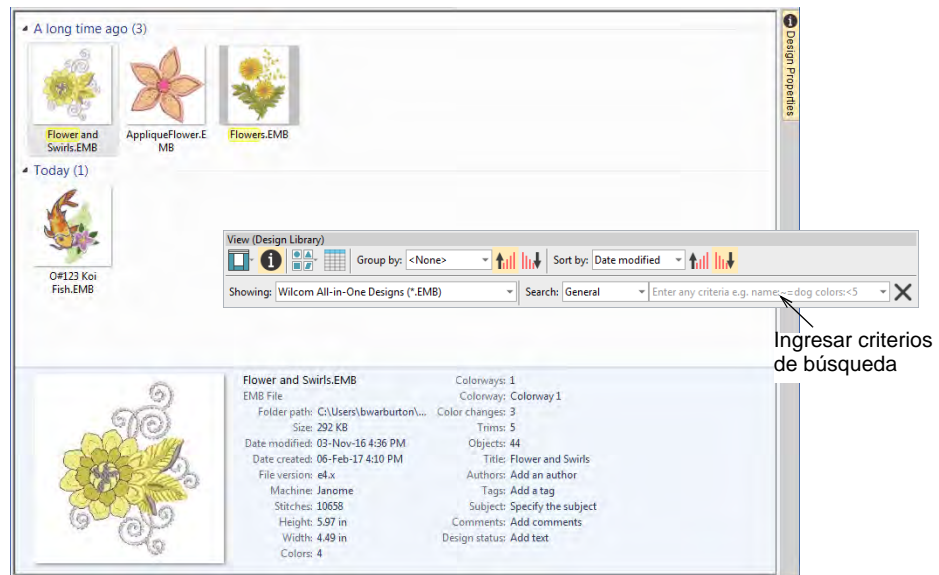 A long time ago (3)
Flower and
Swirls.EMB
AppliqueFlower.E
MB
Flowers.EMB
Today (1)
O#123 Koi
Fish.EMB
Design Properties
View (Design Library)
Group by: <None>
Sort by: Date modified
Showing: Wilcom All-in-One Designs (*.EMB)
Search: General
Enter any criteria e.g. name:~=dog colors:<5
Ingresar criterios
de búsqueda
Flower and Swirls.EMB
EMB File
Folder path: C:\Users\bwarburton\...
Size: 292 KB
Date modified: 03-Nov-16 4:36 PM
Date created: 06-Feb-17 4:10 PM
File version: e4.x
Machine: Janome
Stitches: 10658
Height: 5.97 in
Width: 4.49 in
Colors: 4
Colorways: 1
Colorway: Colorway 1
Color changes: 3
Trims: 5
Objects: 44
Title: Flower and Swirls
Authors: Add an author
Tags: Add a tag
Subject: Specify the subject
Comments: Add comments
Design status: Add text